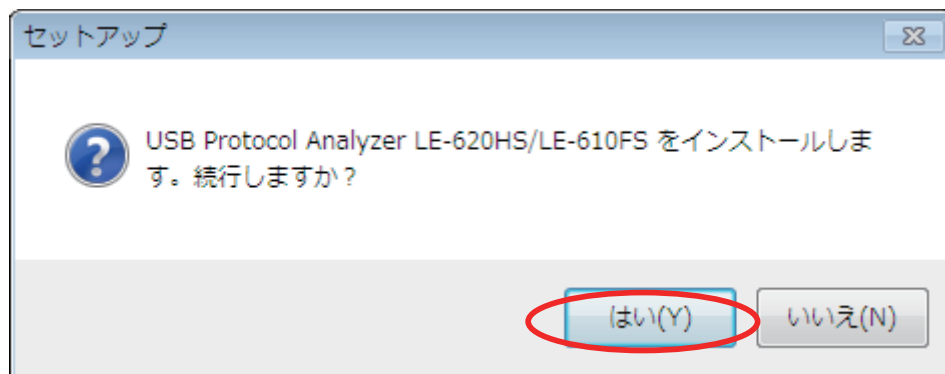 セットアップ
USB Protocol Analyzer LE-620HS/LE-610FS をインストールしま
す。続行しますか？
はい(Y)
いいえ(N)